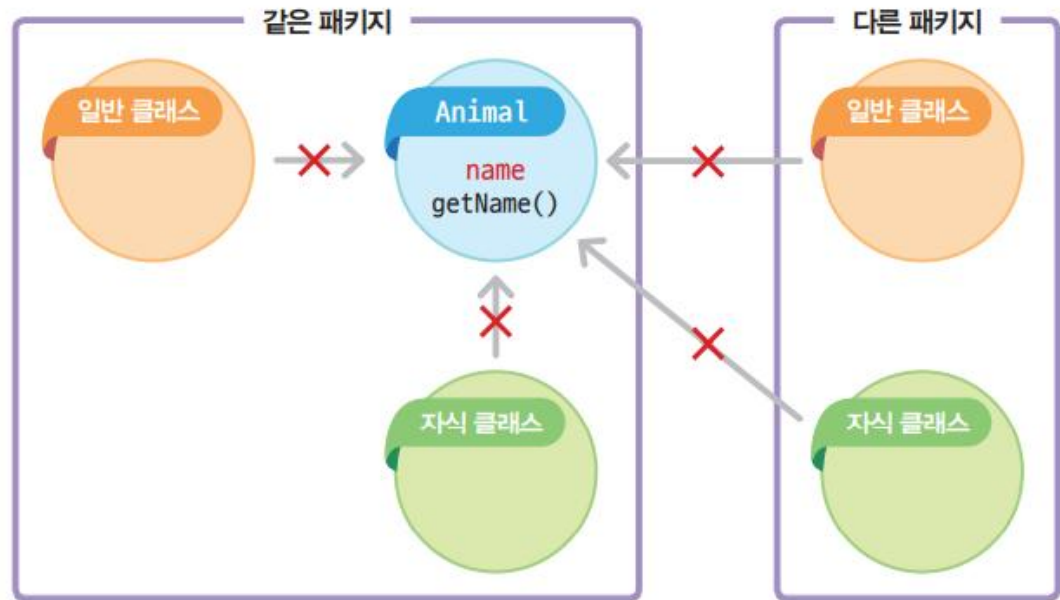 같은 패키지
다른 패키지
일반 클래스
Animal
name
getName()
일반 클래스
자식 클래스
자식 클래스